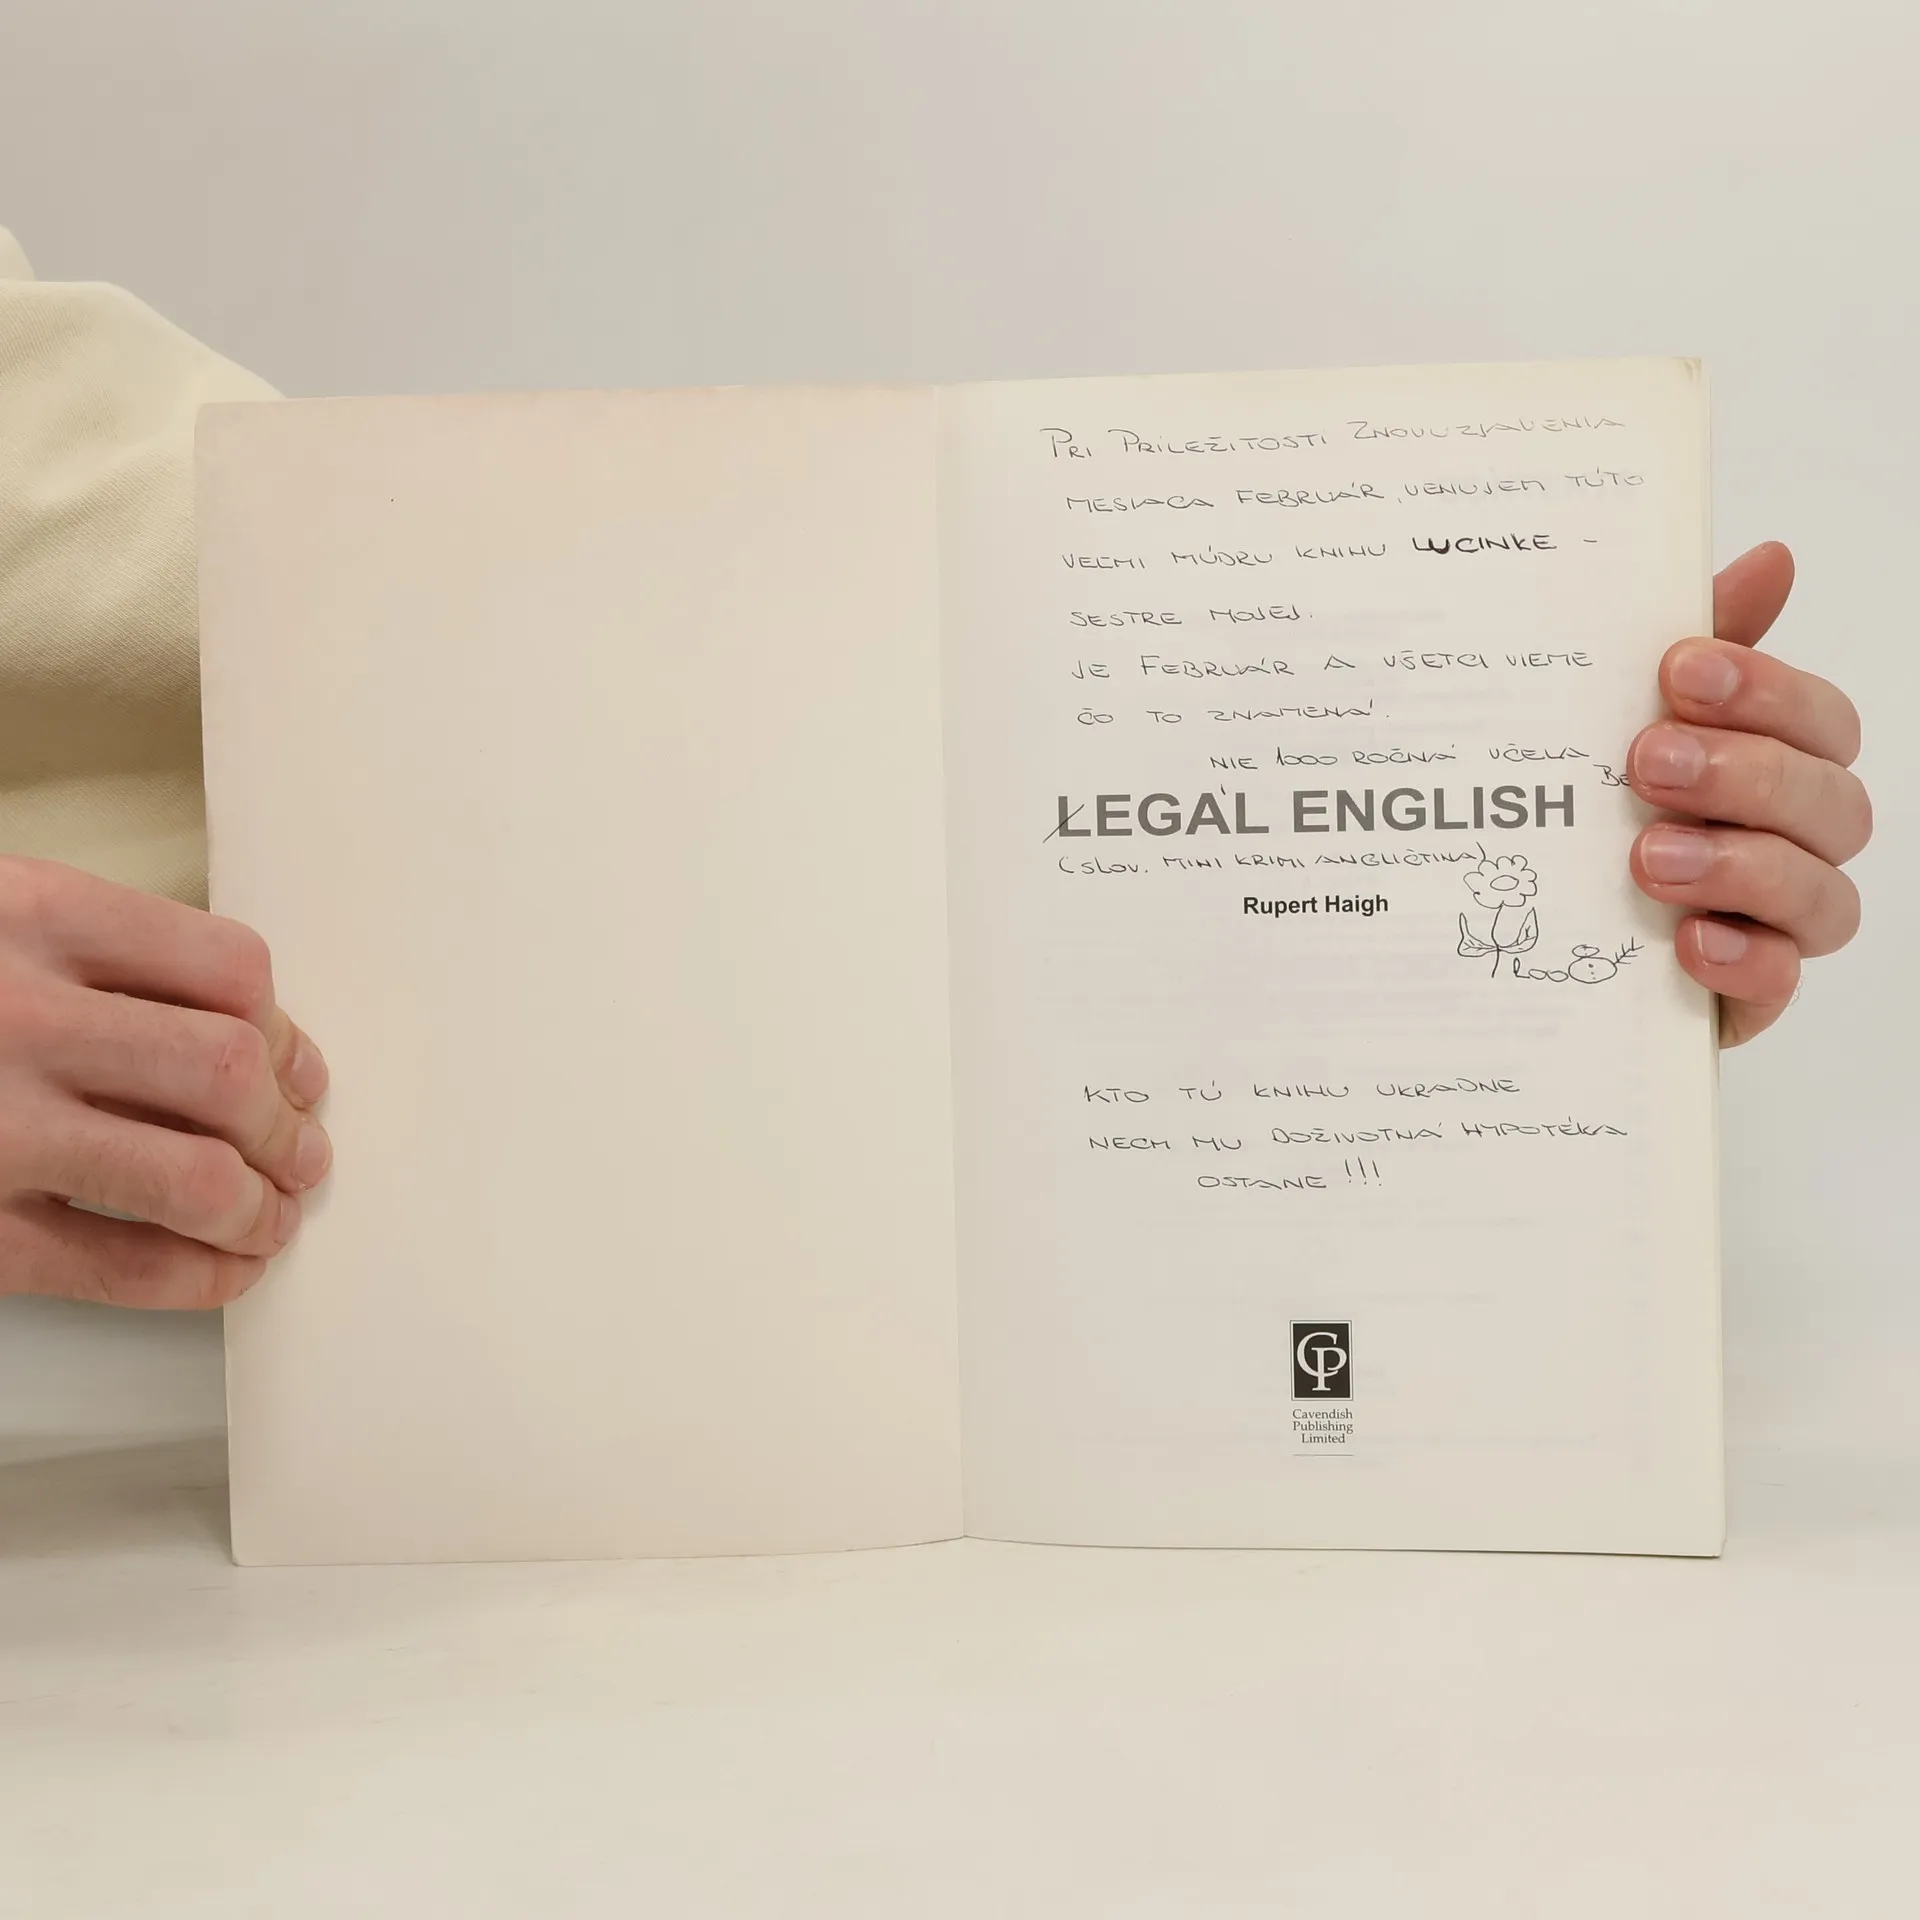 PRI PRÍLEŽITOSTI ZNOVUZJAVENIA
MESIACA FEBRUÁR, VENUJEM TÚTO
VEĽMI MÚDRU KNIHU LUCINKE -
SESTRE MOJEJ.
JE FEBRUÁR A VŠETCI VIEME
ČO TO ZNAMENÁ.
NIE 1000 ROČNÁ VČELA
LEGÁL ENGLISH
(SLOV. MINI KRIMI ANGLIČTINA)
Rupert Haigh
KTO TÚ KNIHU UKRADNE
NECH MU DOŽIVOTNÁ HYPOTÉKA
OSTANE !!!
CP
Cavendish
Publishing
Limited